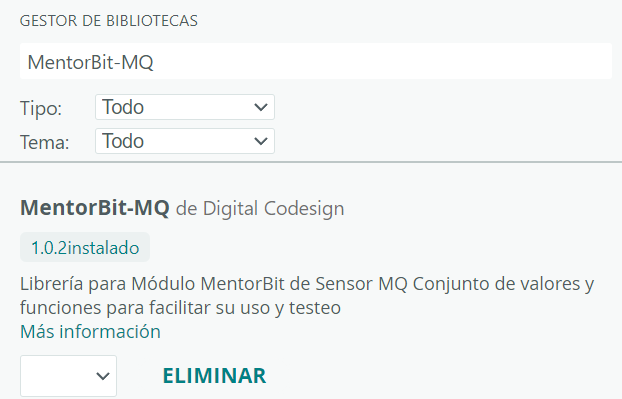 GESTOR DE BIBLIOTECAS
MentorBit-MQ
Tipo: Todo
Tema: Todo
MentorBit-MQ de Digital Codesign
1.0.2instalado
Librería para Módulo MentorBit de Sensor MQ Conjunto de valores y
funciones para facilitar su uso y testeo
Más información
ELIMINAR